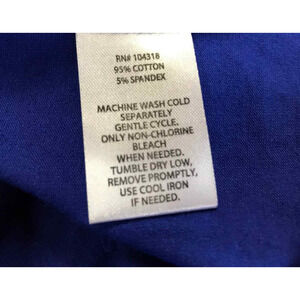 RN# 104318
95% COTTON
5% SPANDEX
MACHINE WASH COLD
SEPARATELY
GENTLE CYCLE.
ONLY NON-CHLORINE
BLEACH
WHEN NEEDED.
TUMBLE DRY LOW,
REMOVE PROMPTLY,
USE COOL IRON
IF NEEDED.